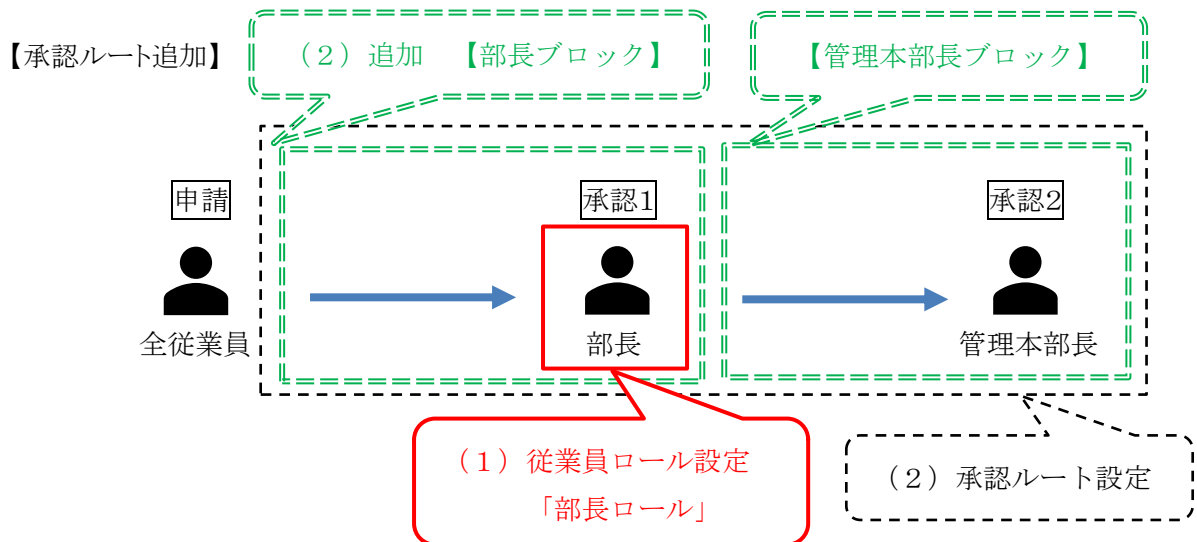 【承認ルート追加】
（２）追加　【部長ブロック】
【管理本部長ブロック】
申請
承認1
承認2
全従業員
部長
管理本部長
（１）従業員ロール設定
「部長ロール」
（２）承認ルート設定